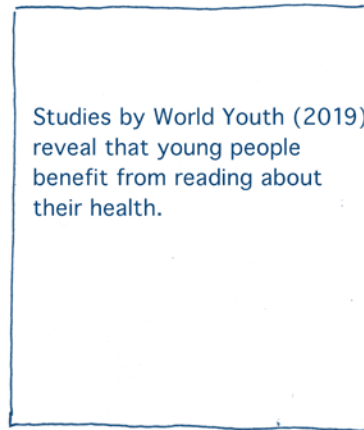 Studies by World Youth (2019)
reveal that young people
benefit from reading about
their health.